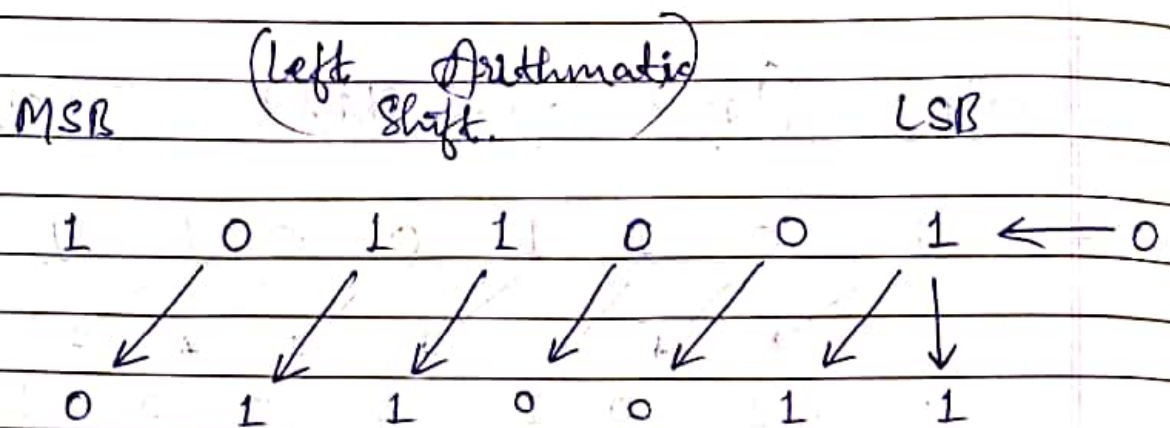 (Left Arithmatic
MSB Shift.) LSB
1 0 1 1 0 0 1 ← 0
0 1 1 0 0 1 1